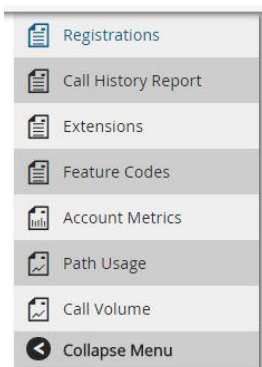 Registrations
Call History Report
Extensions
Feature Codes
Account Metrics
Path Usage
Call Volume
Collapse Menu